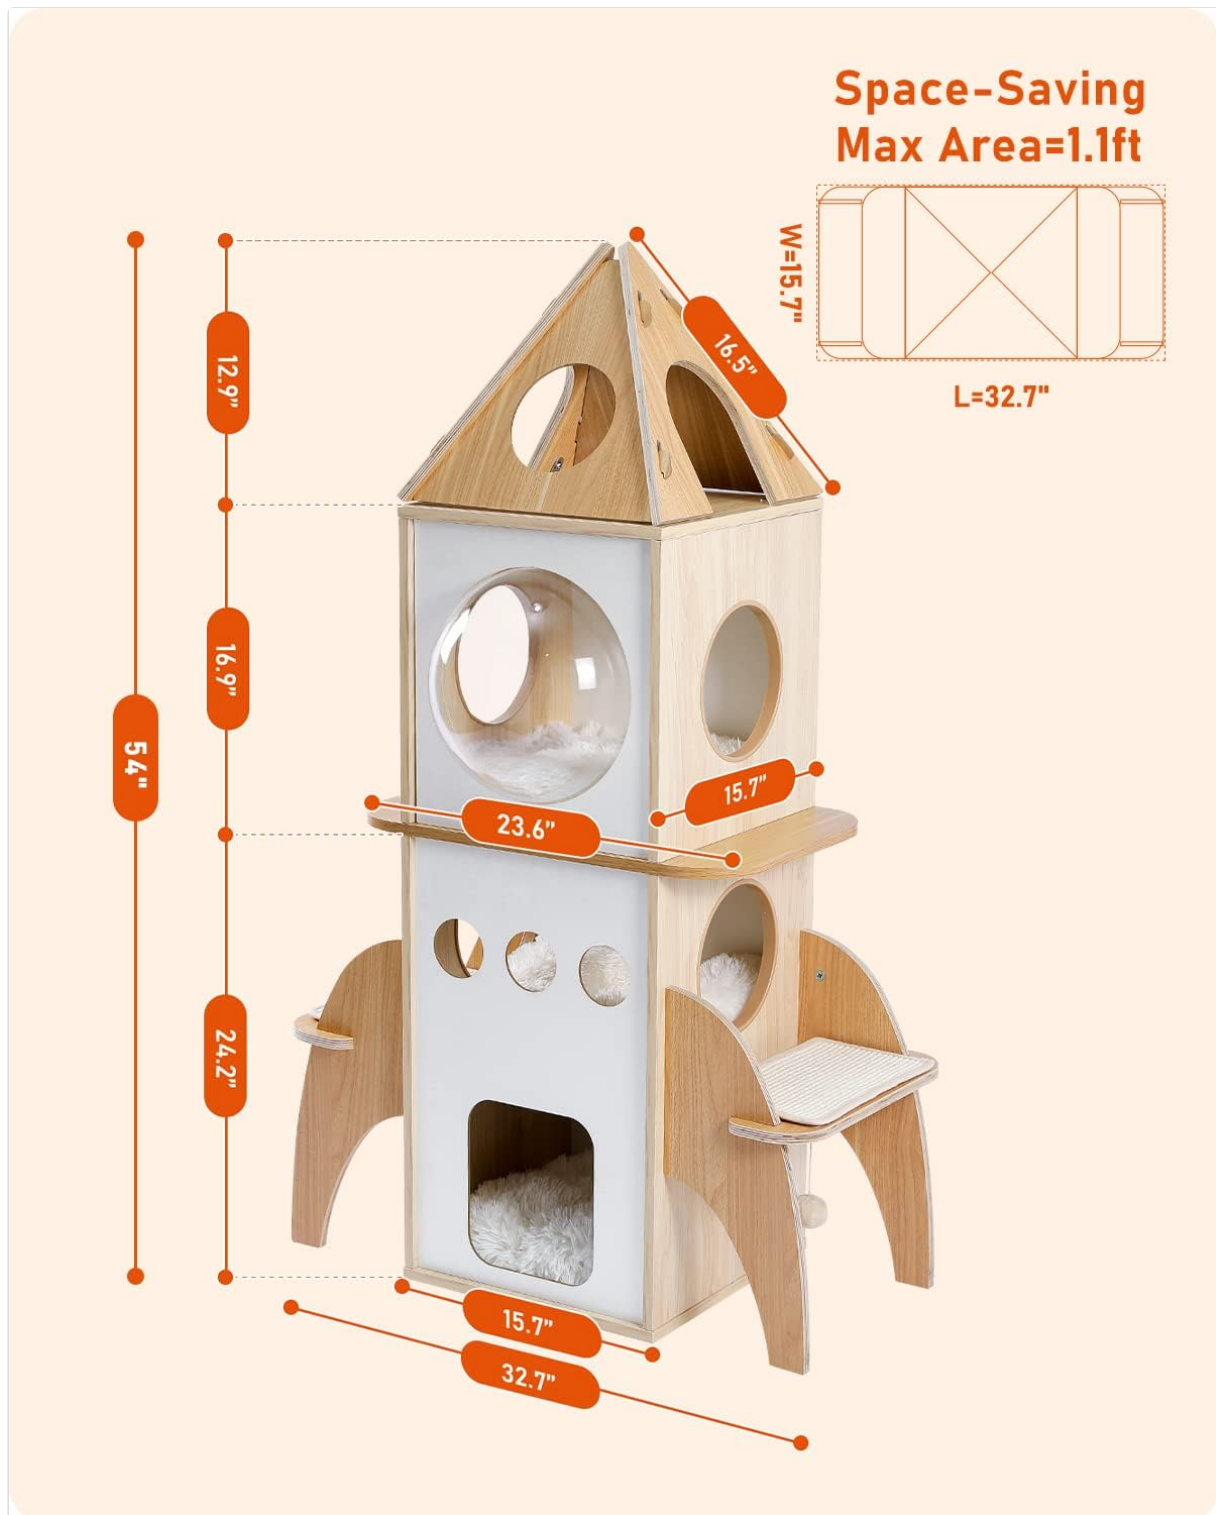 Space-Saving
Max Area=1.1ft
W=15.7"
L=32.7"
16.5"
12.9"
16.9"
54"
15.7"
23.6"
24.2"
15.7"
32.7"